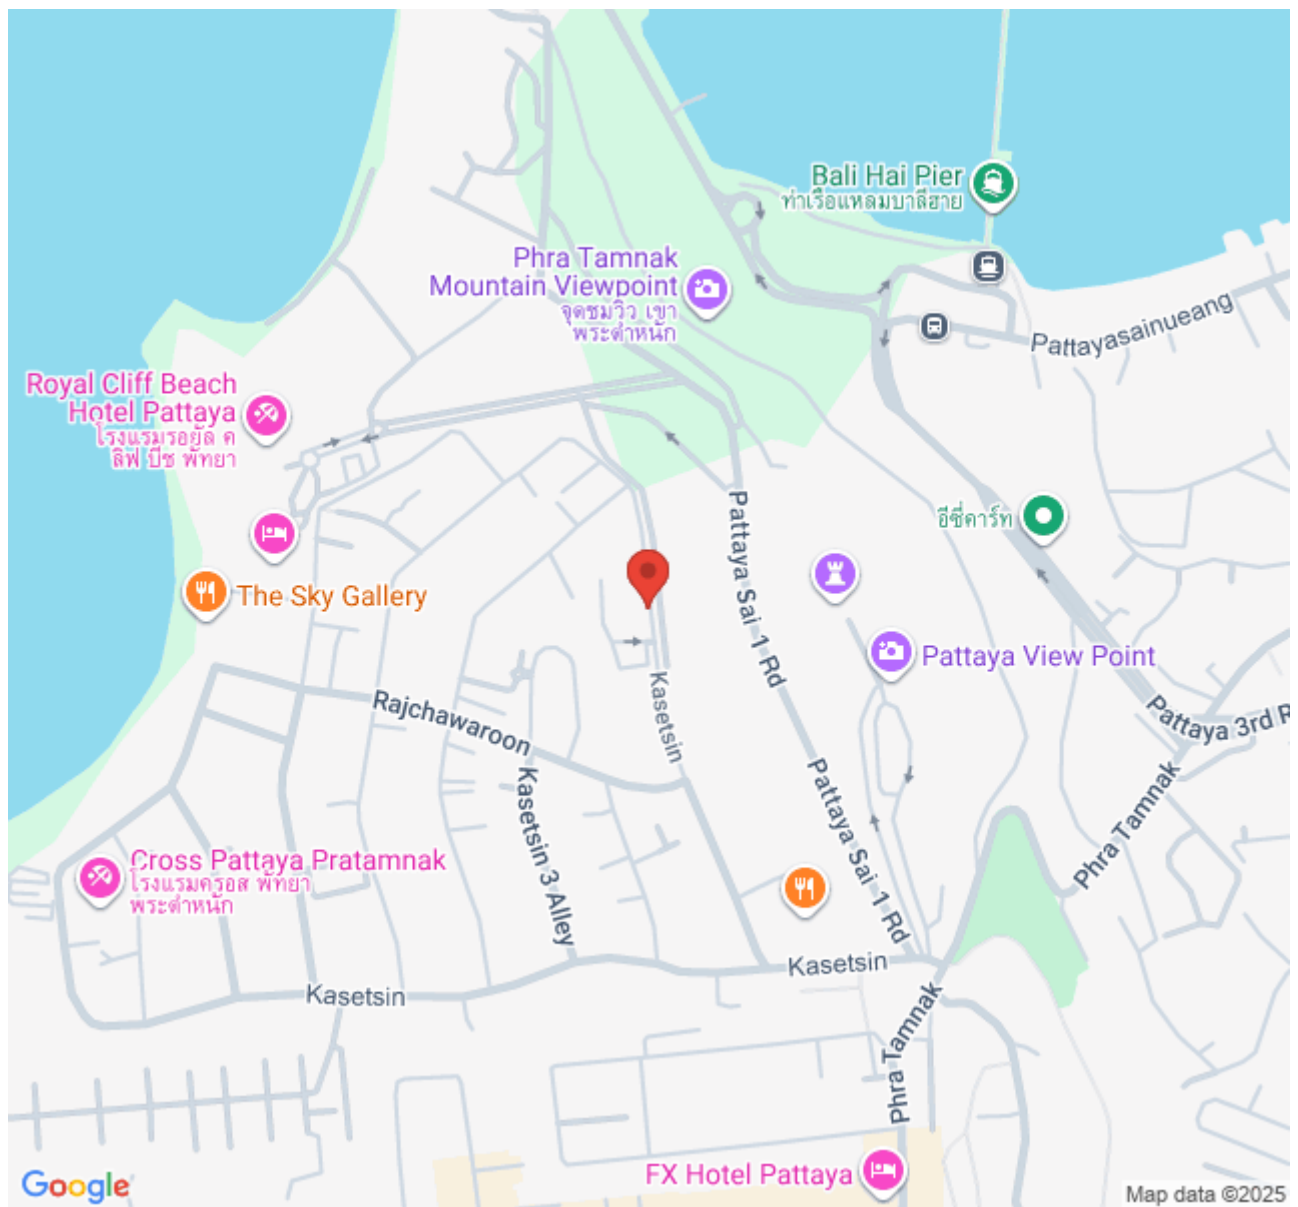 Bali Hai Pier
ท่าเรือแหลมบาลีฮาย
Phra Tamnak
Mountain Viewpoint
จุดชมวิว เขา
พระตำหนัก
Pattayasainueang
Royal Cliff Beach
Hotel Pattaya
โรงแรมรอยัล ค
ลิฟ บีช พัทยา
Pattaya Sai 1 Rd
อีซี่คาร์ท
The Sky Gallery
Pattaya View Point
Kasetsin
Rajchawaroon
Pattaya 3rd R
Kasetsin 3 Alley
Pattaya Sai 1 Rd
Phra Tamnak
Cross Pattaya Pratamnak
โรงแรมครอส พัทยา
พระตำหนัก
Kasetsin
Kasetsin
Phra Tamnak
Phra Tamnak
FX Hotel Pattaya
Google
Map data ©2025